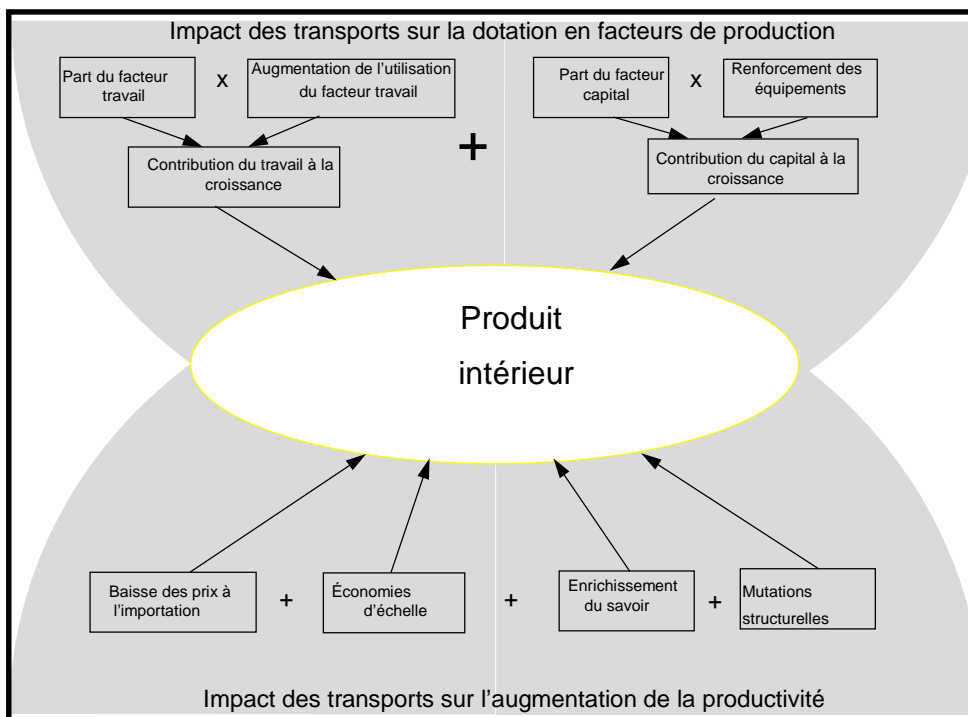 Impact des transports sur la dotation en facteurs de production
Part du facteur
travail
x
Augmentation de l'utilisation
du facteur travail
Part du facteur
capital
x
Renforcement des
équipements
+
Contribution du travail à la
croissance
Contribution du capital à la
croissance
Produit
intérieur
Baisse des prix à
l'importation
+
Économies
d'échelle
+
Enrichissement
du savoir
+
Mutations
structurelles
Impact des transports sur l'augmentation de la productivité